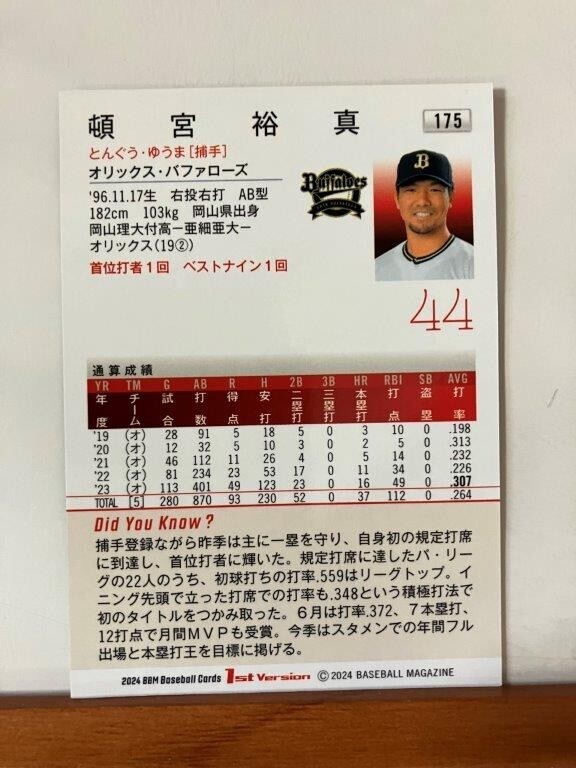 頓宮裕真 175
とんぐう・ゆうま[捕手]
オリックス・バファローズ
'96.11.17生 右投右打 AB型
182cm 103kg 岡山県出身
岡山理大付高ー亜細亜大ー
オリックス(19②)
首位打者1回 ベストナイン1回
Buffaloes
B
44
通算成績
YR TM G AB R H 2B 3B HR RBI SB AVG
年度 チーム 試合 打数 得点 安打 二塁打 三塁打 本塁打 打点 盗塁 打率
'19 (オ) 28 91 5 18 5 0 3 10 0 .198
'20 (オ) 12 32 5 10 3 0 2 5 0 .313
'21 (オ) 46 112 11 26 4 0 5 14 0 .232
'22 (オ) 81 234 23 53 17 0 11 34 0 .226
'23 (オ) 113 401 49 123 23 0 16 49 0 .307
TOTAL [5] 280 870 93 230 52 0 37 112 0 .264
Did You Know?
捕手登録ながら昨季は主に一塁を守り、自身初の規定打席
に到達し、首位打者に輝いた。規定打席に達したパ・リー
グの22人のうち、初球打ちの打率.559はリーグトップ。イ
ニング先頭で立った打席での打率も.348という積極打法で
初のタイトルをつかみ取った。6月は打率.372、7本塁打、
12打点で月間MVPも受賞。今季はスタメンでの年間フル
出場と本塁打王を目標に掲げる。
2024 BBM Baseball Cards 1st Version ©2024 BASEBALL MAGAZINE